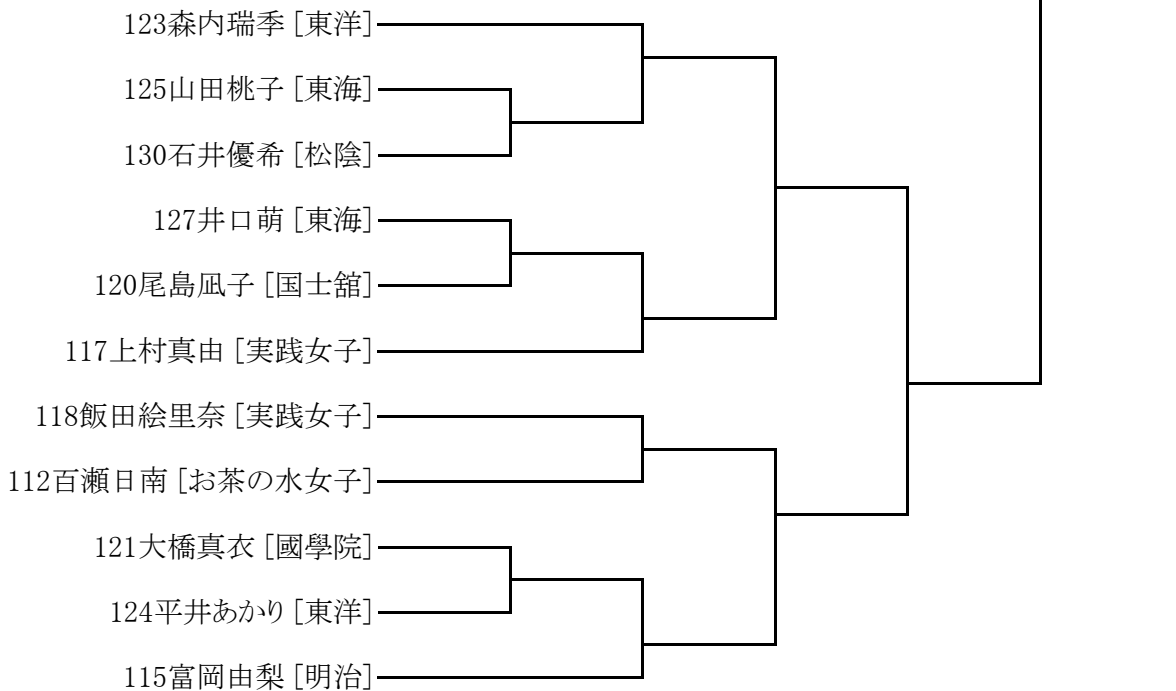 123森内瑞季 [東洋]
125山田桃子 [東海]
130石井優希 [松陰]
127井口萌 [東海]
120尾島凪子 [国士舘]
117上村真由 [実践女子]
118飯田絵里奈 [実践女子]
112百瀬日南 [お茶の水女子]
121大橋真衣 [國學院]
124平井あかり [東洋]
115富岡由梨 [明治]